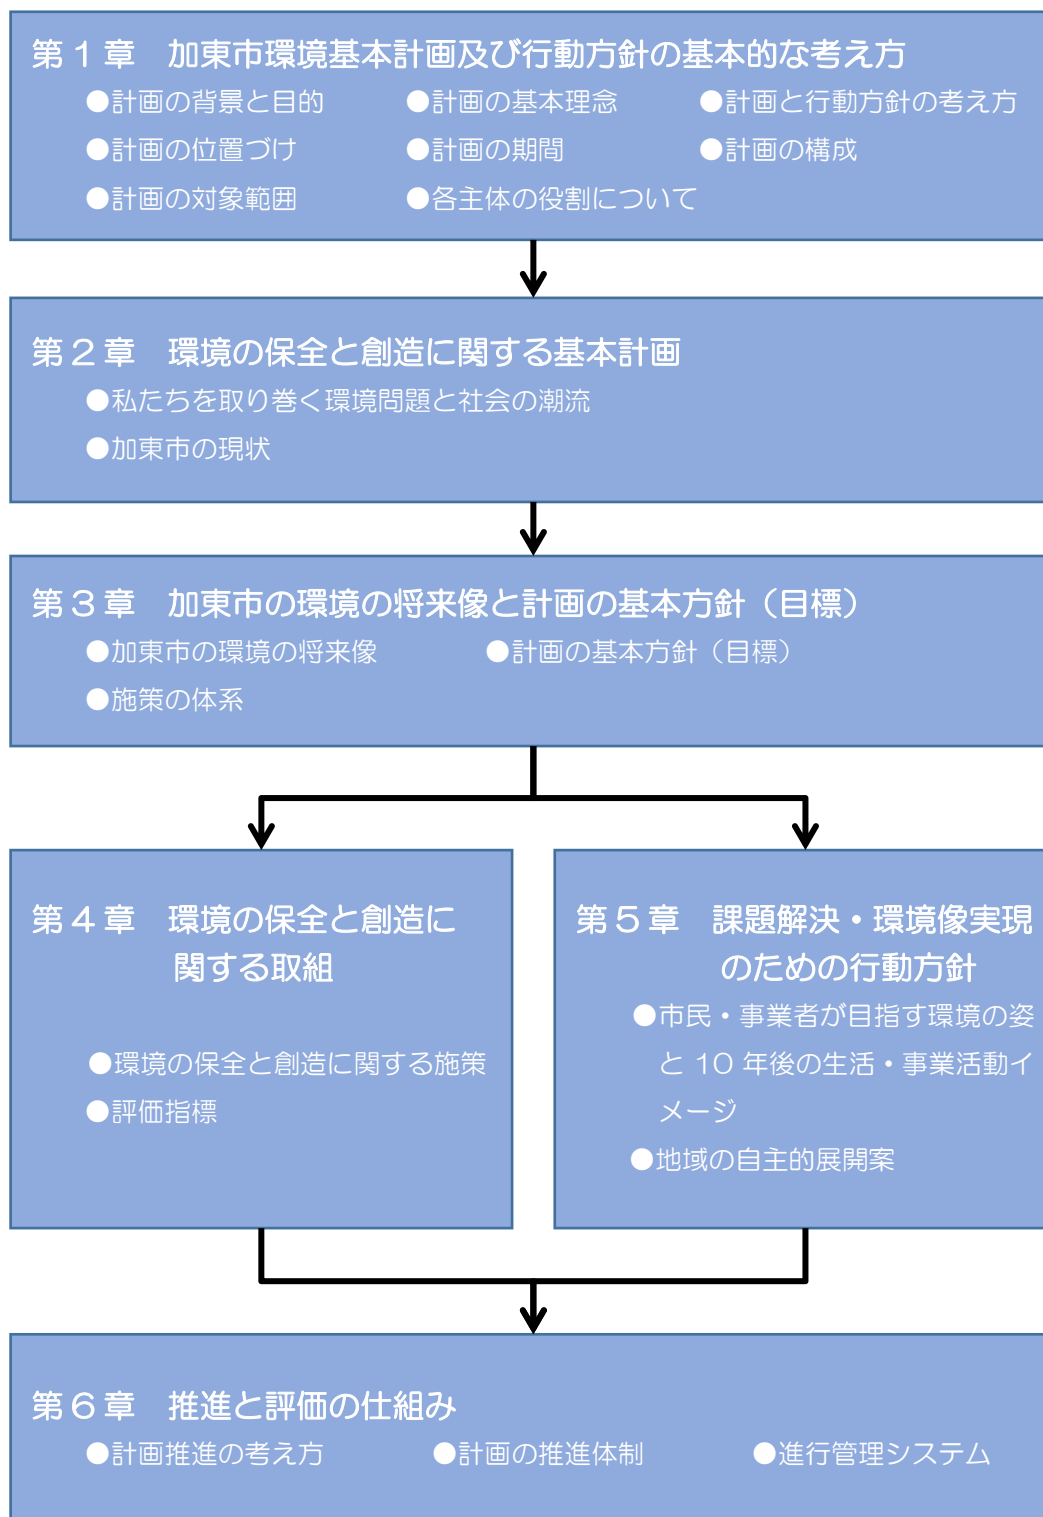 第1章　加東市環境基本計画及び行動方針の基本的な考え方
●計画の背景と目的　●計画の基本理念　●計画と行動方針の考え方
●計画の位置づけ　●計画の期間　●計画の構成
●計画の対象範囲　●各主体の役割について
第2章　環境の保全と創造に関する基本計画
●私たちを取り巻く環境問題と社会の潮流
●加東市の現状
第3章　加東市の環境の将来像と計画の基本方針（目標）
●加東市の環境の将来像　●計画の基本方針（目標）
●施策の体系
第4章　環境の保全と創造に
関する取組
●環境の保全と創造に関する施策
●評価指標
第5章　課題解決・環境像実現
のための行動方針
●市民・事業者が目指す環境の姿
と 10 年後の生活・事業活動イ
メージ
●地域の自主的展開案
第6章　推進と評価の仕組み
●計画推進の考え方　●計画の推進体制　●進行管理システム